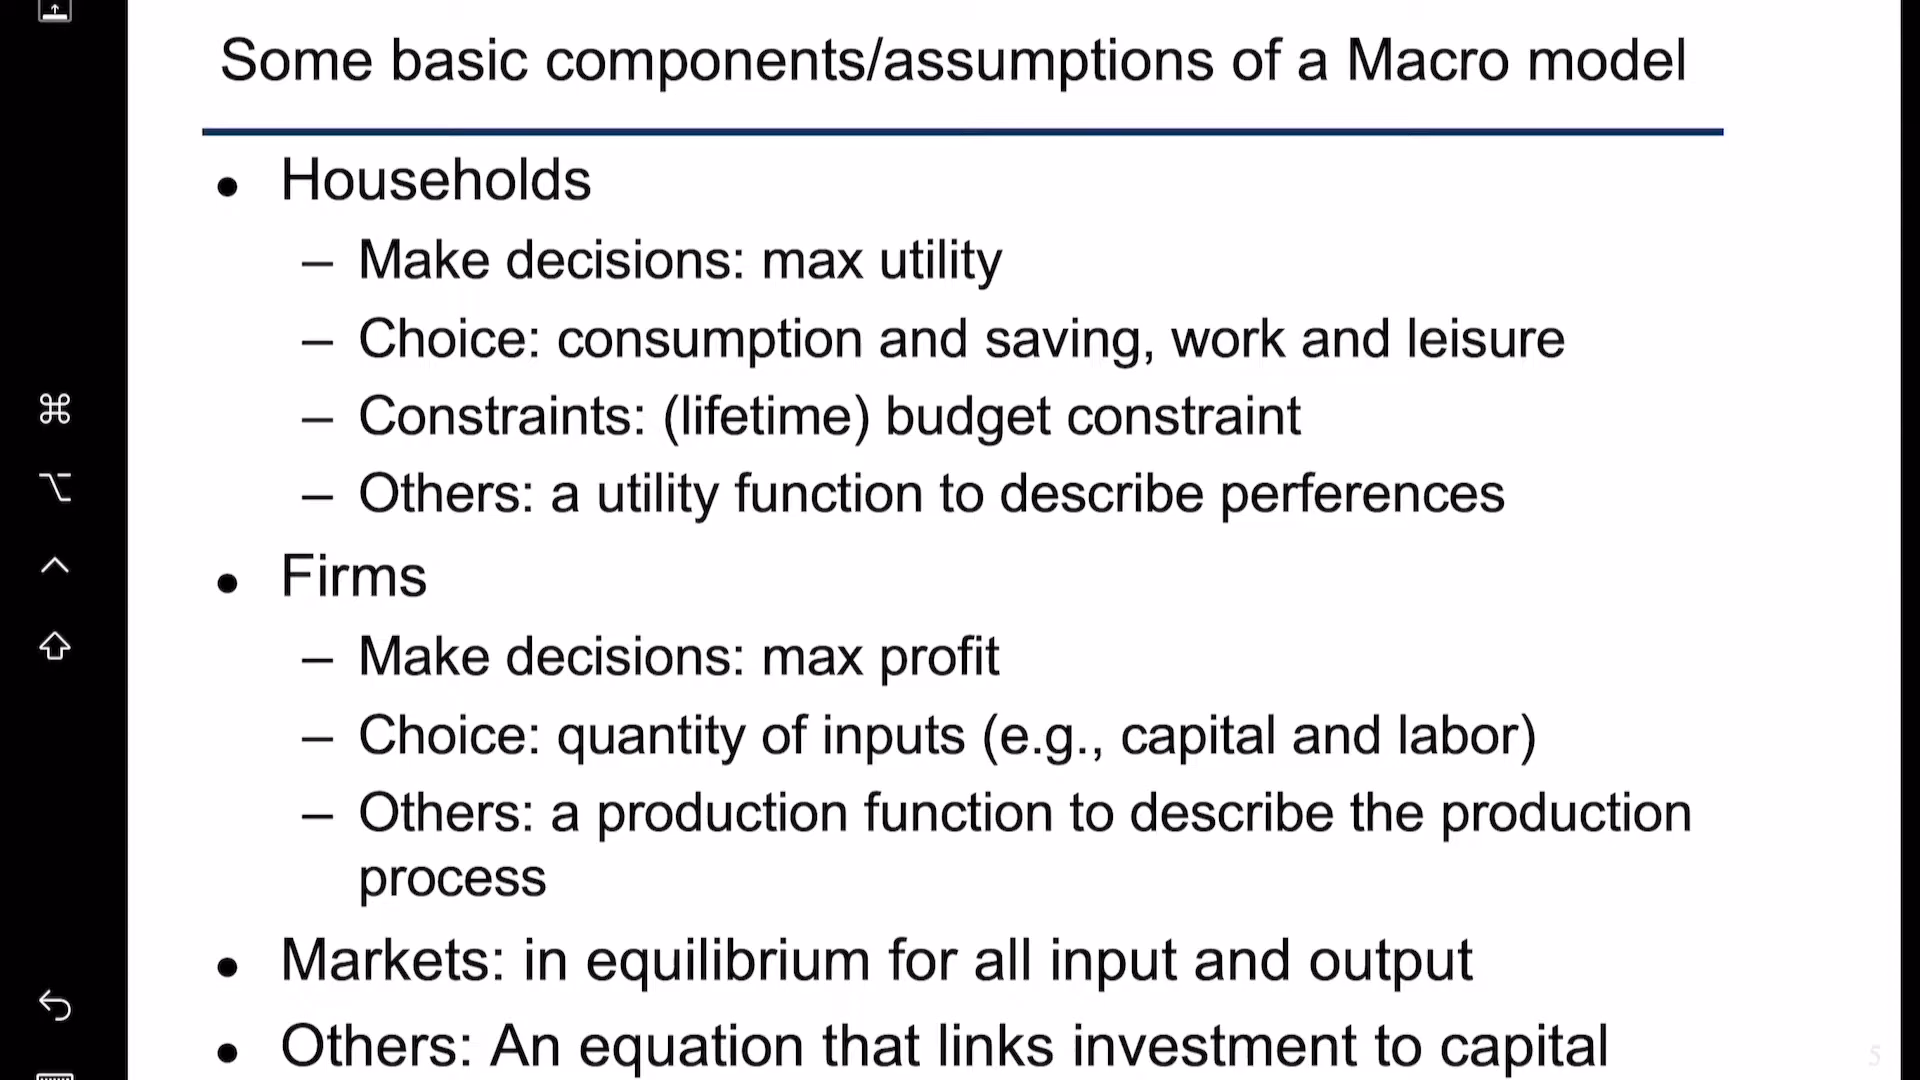 Some basic components/assumptions of a Macro model
• Households
– Make decisions: max utility
– Choice: consumption and saving, work and leisure
– Constraints: (lifetime) budget constraint
– Others: a utility function to describe perferences
• Firms
– Make decisions: max profit
– Choice: quantity of inputs (e.g., capital and labor)
– Others: a production function to describe the production
process
• Markets: in equilibrium for all input and output
• Others: An equation that links investment to capital
5